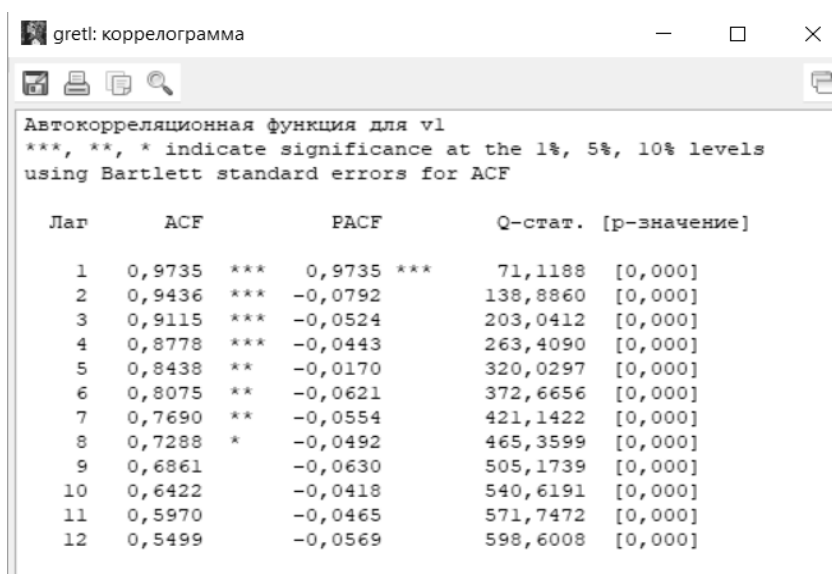 gretl: коррелограмма
Автокорреляционная функция для v1
***, **, * indicate significance at the 1%, 5%, 10% levels
using Bartlett standard errors for ACF
Лаг ACF PACF Q-стат. [p-значение]
1 0,9735 *** 0,9735 *** 71,1188 [0,000]
2 0,9436 *** -0,0792 138,8860 [0,000]
3 0,9115 *** -0,0524 203,0412 [0,000]
4 0,8778 *** -0,0443 263,4090 [0,000]
5 0,8438 ** -0,0170 320,0297 [0,000]
6 0,8075 ** -0,0621 372,6656 [0,000]
7 0,7690 ** -0,0554 421,1422 [0,000]
8 0,7288 * -0,0492 465,3599 [0,000]
9 0,6861 -0,0630 505,1739 [0,000]
10 0,6422 -0,0418 540,6191 [0,000]
11 0,5970 -0,0465 571,7472 [0,000]
12 0,5499 -0,0569 598,6008 [0,000]